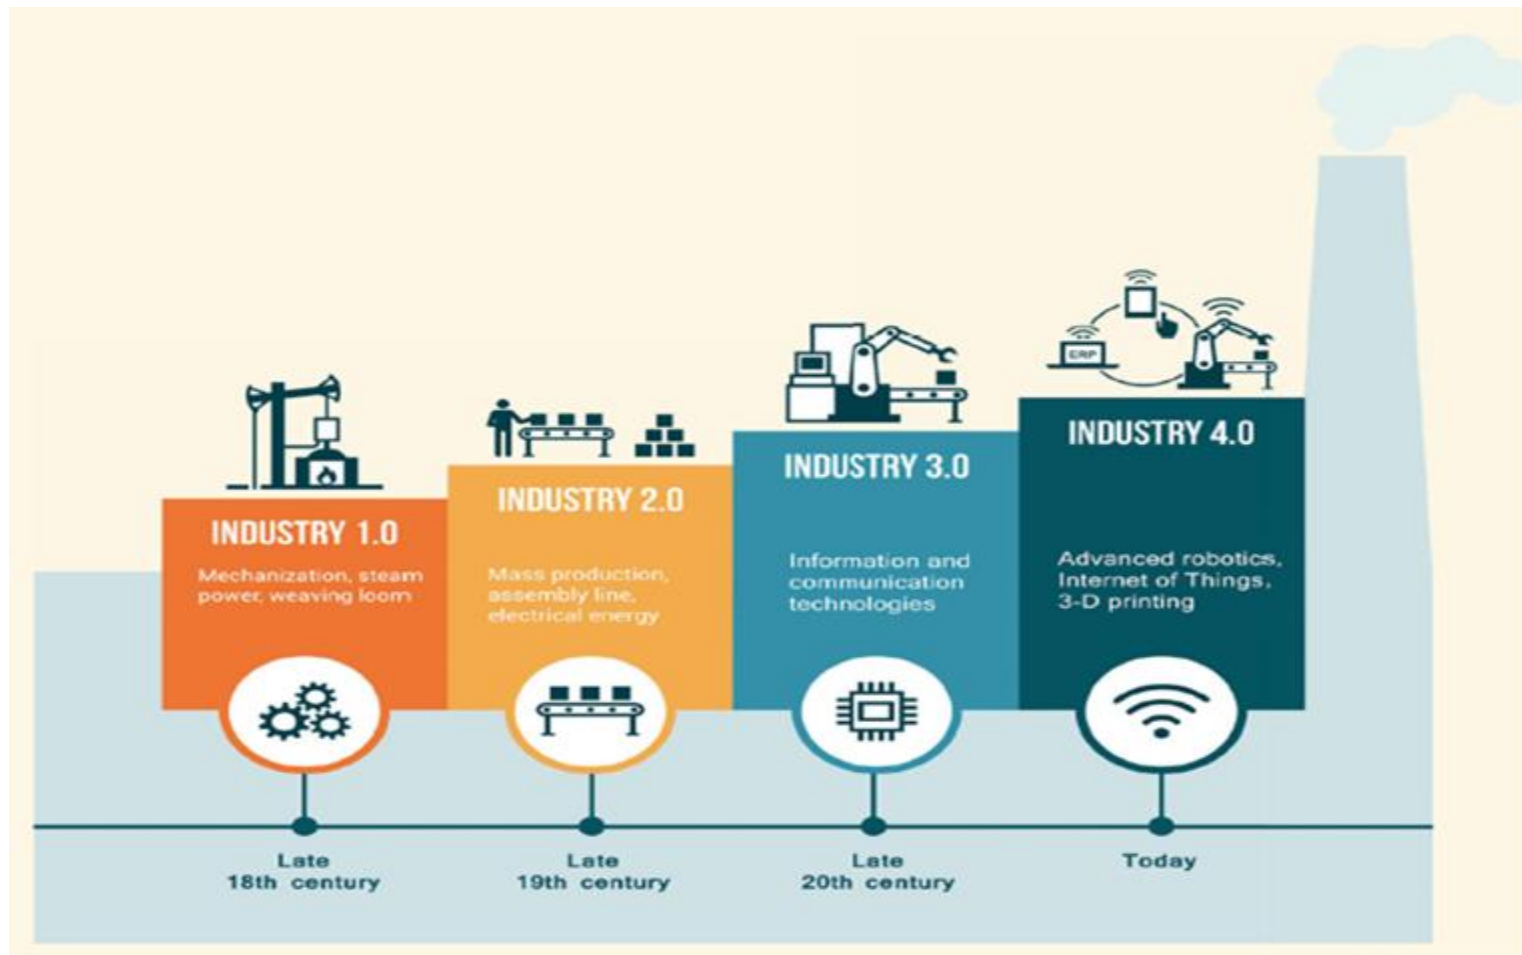 INDUSTRY 1.0
Mechanization, steam
power, weaving loom
INDUSTRY 2.0
Mass production,
assembly line,
electrical energy
INDUSTRY 3.0
Information and
communication
technologies
ERP
INDUSTRY 4.0
Advanced robotics,
Internet of Things,
3-D printing
Late
18th century
Late
19th century
Late
20th century
Today